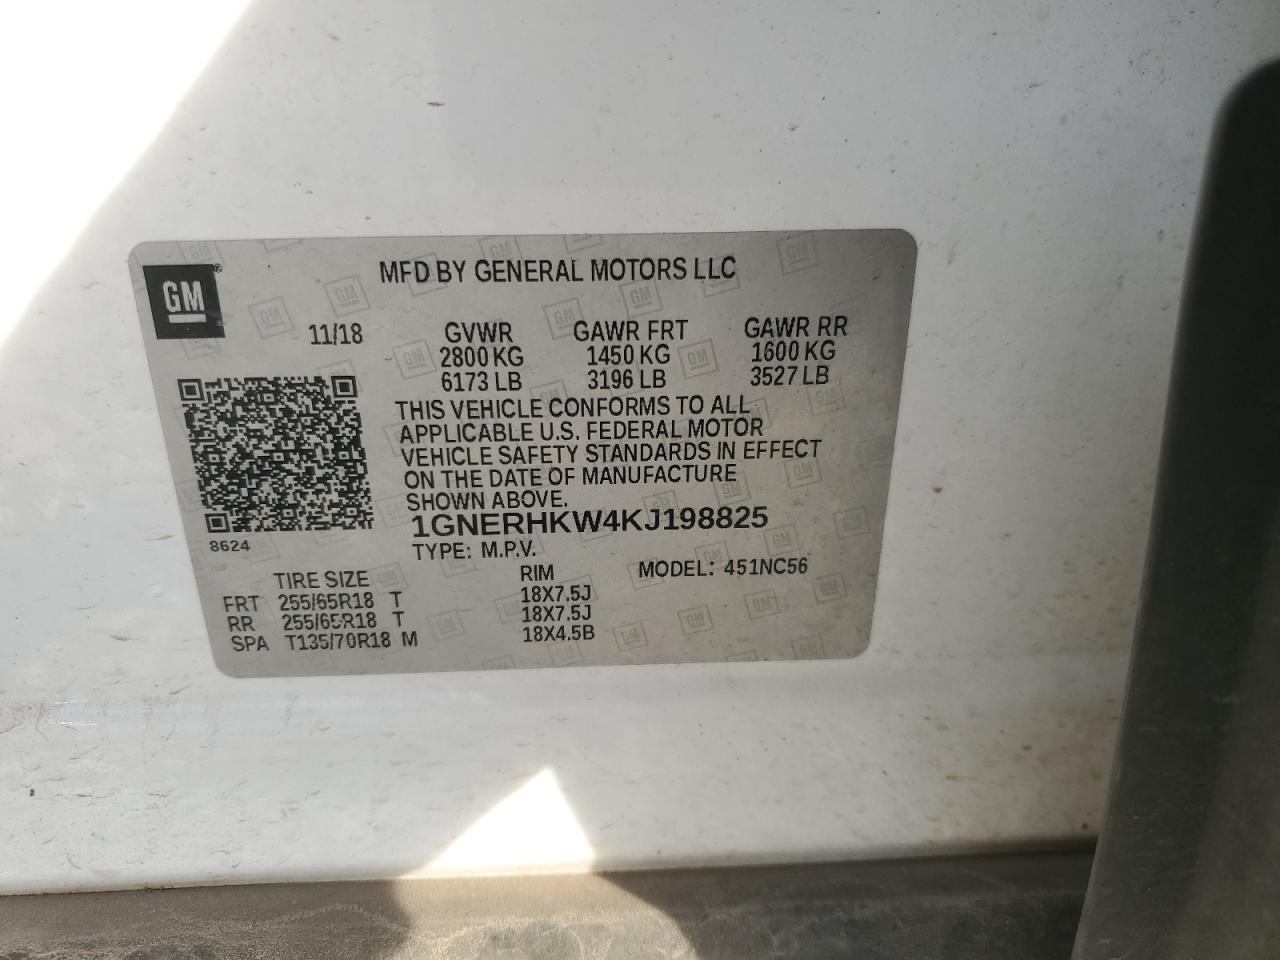 GM®
MFD BY GENERAL MOTORS LLC
11/18 GVWR GAWR FRT GAWR RR
2800 KG 1450 KG 1600 KG
6173 LB 3196 LB 3527 LB
THIS VEHICLE CONFORMS TO ALL
APPLICABLE U.S. FEDERAL MOTOR
VEHICLE SAFETY STANDARDS IN EFFECT
ON THE DATE OF MANUFACTURE
SHOWN ABOVE.
1GNERHKW4KJ198825
8624
TYPE: M.P.V.
TIRE SIZE RIM MODEL: 451NC56
FRT 255/65R18 T 18X7.5J
RR 255/65R18 T 18X7.5J
SPA T135/70R18 M 18X4.5B